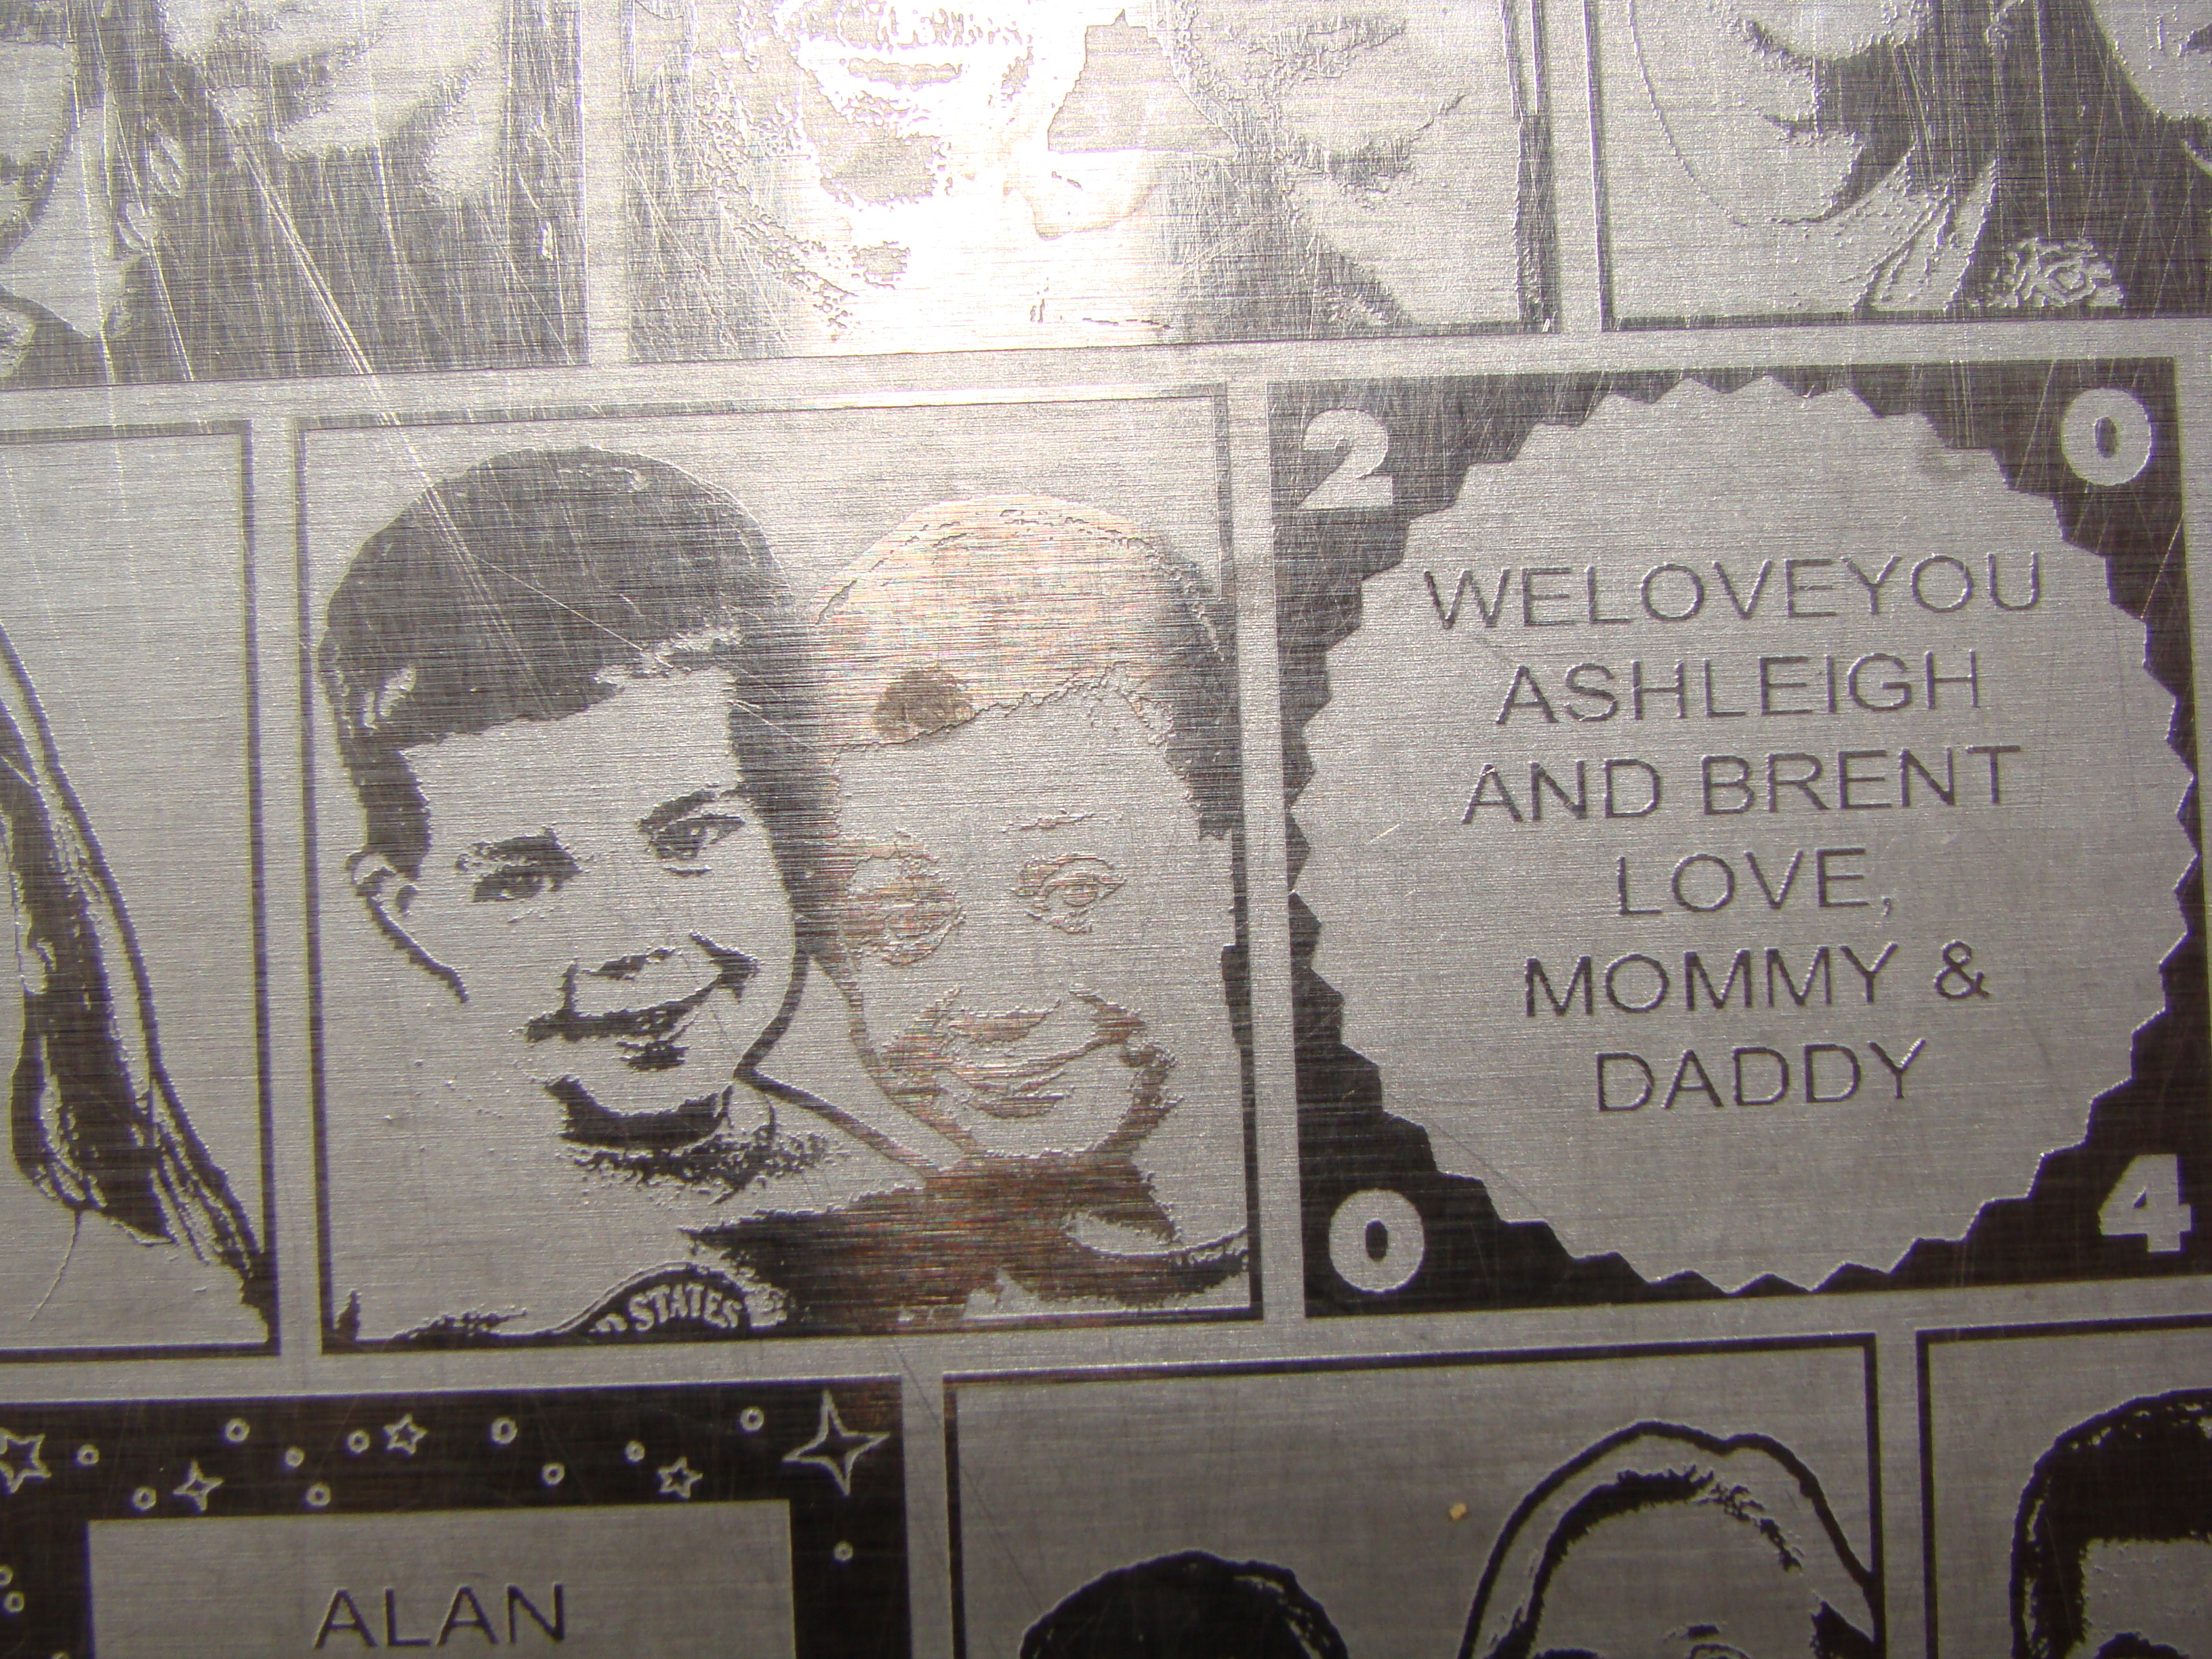 2 0
WELOVEYOU
ASHLEIGH
AND BRENT
LOVE,
MOMMY &
DADDY
0 4
STATES
ALAN